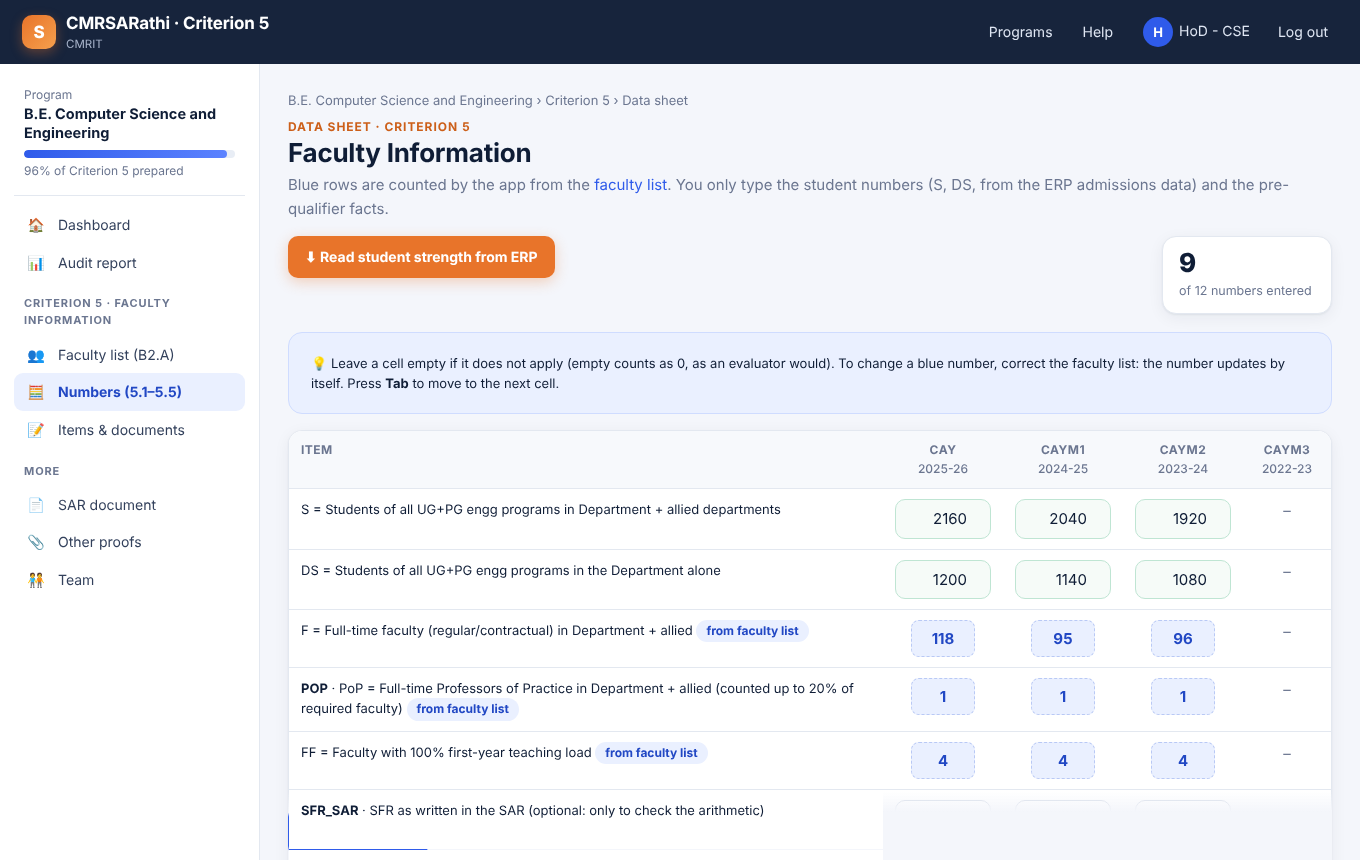 S
CMRSARathi · Criterion 5
CMRIT
Programs
Help
H
HoD - CSE
Log out
Program
B.E. Computer Science and
Engineering
96% of Criterion 5 prepared
Dashboard
Audit report
CRITERION 5 · FACULTY
INFORMATION
Faculty list (B2.A)
Numbers (5.1–5.5)
Items & documents
MORE
SAR document
Other proofs
Team
B.E. Computer Science and Engineering › Criterion 5 › Data sheet
DATA SHEET · CRITERION 5
Faculty Information
Blue rows are counted by the app from the faculty list. You only type the student numbers (S, DS, from the ERP admissions data) and the pre-
qualifier facts.
⬇ Read student strength from ERP
9
of 12 numbers entered
💡 Leave a cell empty if it does not apply (empty counts as 0, as an evaluator would). To change a blue number, correct the faculty list: the number updates by
itself. Press Tab to move to the next cell.
ITEM CAY CAYM1 CAYM2 CAYM3
2025-26 2024-25 2023-24 2022-23
S = Students of all UG+PG engg programs in Department + allied departments 2160 2040 1920 –
DS = Students of all UG+PG engg programs in the Department alone 1200 1140 1080 –
F = Full-time faculty (regular/contractual) in Department + allied from faculty list 118 95 96 –
POP · PoP = Full-time Professors of Practice in Department + allied (counted up to 20% of 1 1 1 –
required faculty) from faculty list
FF = Faculty with 100% first-year teaching load from faculty list 4 4 4 –
SFR_SAR · SFR as written in the SAR (optional: only to check the arithmetic)